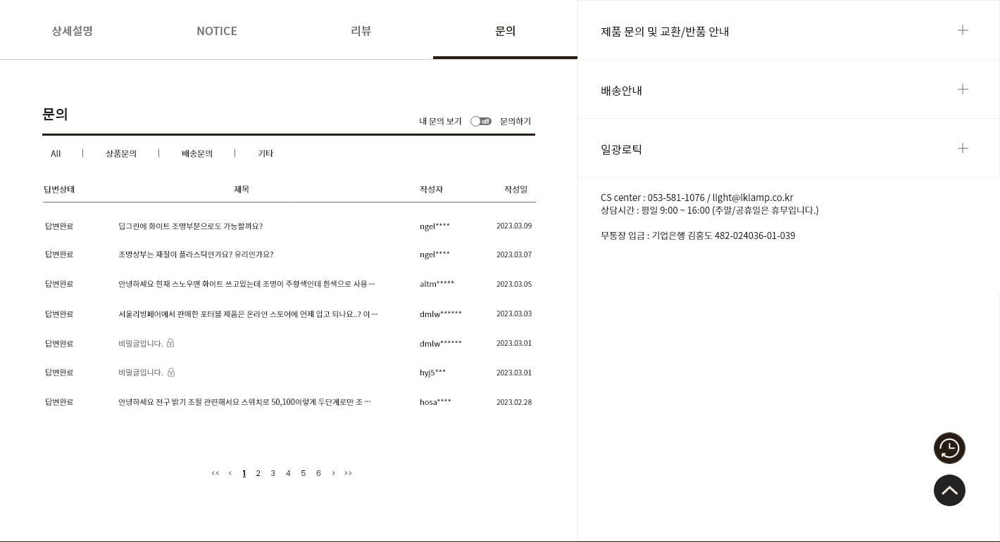 상세설명 NOTICE 리뷰 문의
문의
내 문의 보기 off 문의하기
All | 상품문의 | 배송문의 | 기타
답변상태 제목 작성자 작성일
답변완료 딥그린에 화이트 조명부분으로도 가능할까요? ngel**** 2023.03.09
답변완료 조명상부는 재질이 플라스틱인가요? 유리인가요? ngel**** 2023.03.07
답변완료 안녕하세요 현재 스노우맨 화이트 쓰고있는데 조명이 주황색인데 흰색으로 사용… altm***** 2023.03.05
답변완료 서울리빙페어에서 판매한 포터블 제품은 온라인 스토어에 언제 입고 되나요..? 이… dmlw****** 2023.03.03
답변완료 비밀글입니다. dmlw****** 2023.03.01
답변완료 비밀글입니다. hyj5*** 2023.03.01
답변완료 안녕하세요 전구 밝기 조절 관련해서요 스위치로 50,100이렇게 두단계로만 조 … hosa**** 2023.02.28
<< < 1 2 3 4 5 6 > >>
제품 문의 및 교환/반품 안내
배송안내
일광로틱
CS center : 053-581-1076 / light@iklamp.co.kr
상담시간 : 평일 9:00 ~ 16:00 (주말/공휴일은 휴무입니다.)
무통장 입금 : 기업은행 김홍도 482-024036-01-039